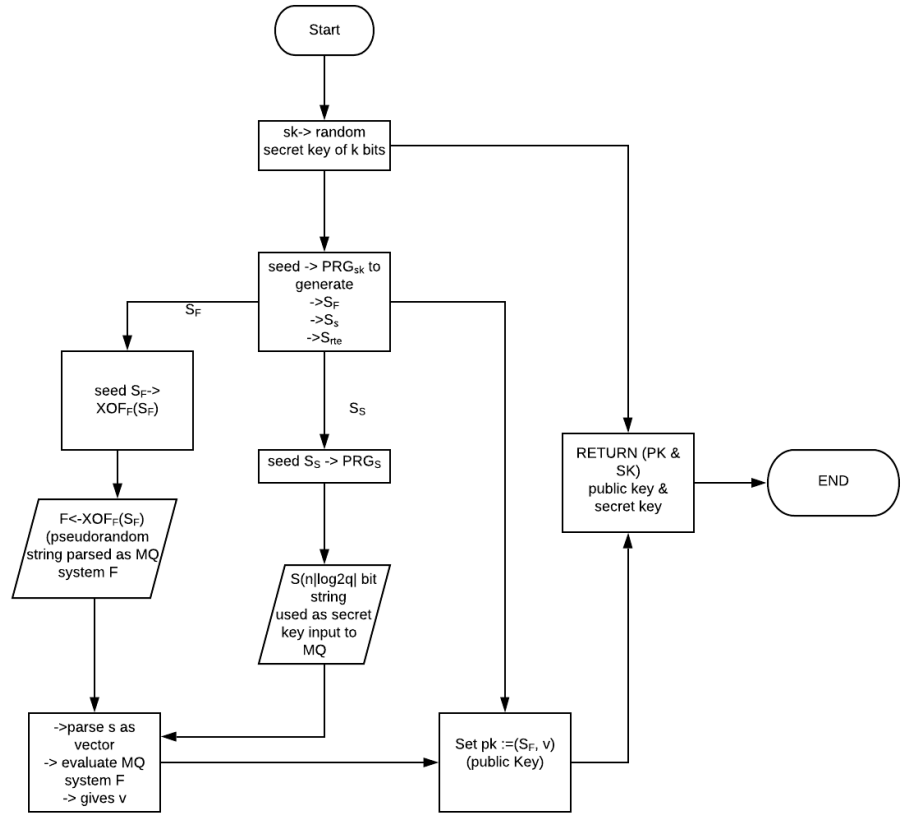 Start
sk-> random
secret key of k bits
seed -> PRGsk to
generate
->SF
->Ss
->Srte
SF
seed SF->
XOFF(SF)
SS
seed SS -> PRGS
RETURN (PK &
SK)
public key &
secret key
END
F<-XOFF(SF)
(pseudorandom
string parsed as MQ
system F
S(n|log2q| bit
string
used as secret
key input to
MQ
->parse s as
vector
-> evaluate MQ
system F
-> gives v
Set pk :=(SF, v)
(public Key)